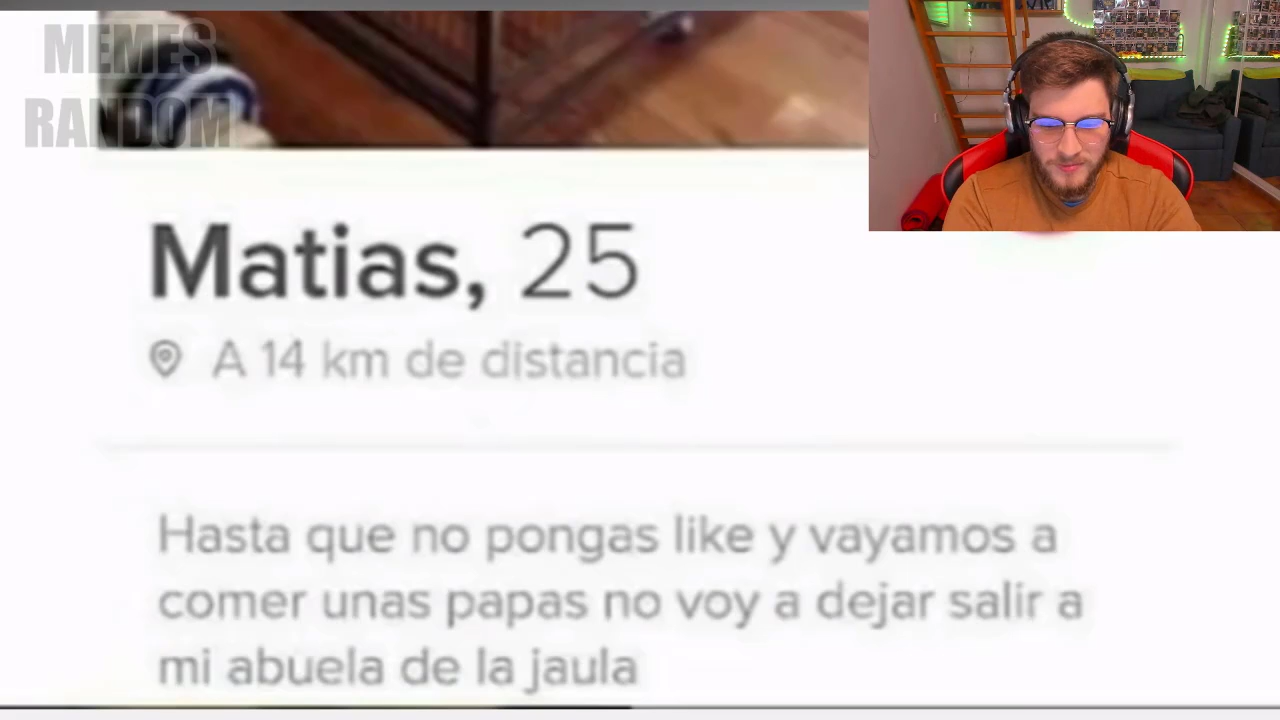 MEMES
RANDOM
Matias, 25
A 14 km de distancia
Hasta que no pongas like y vayamos a
comer unas papas no voy a dejar salir a
mi abuela de la jaula